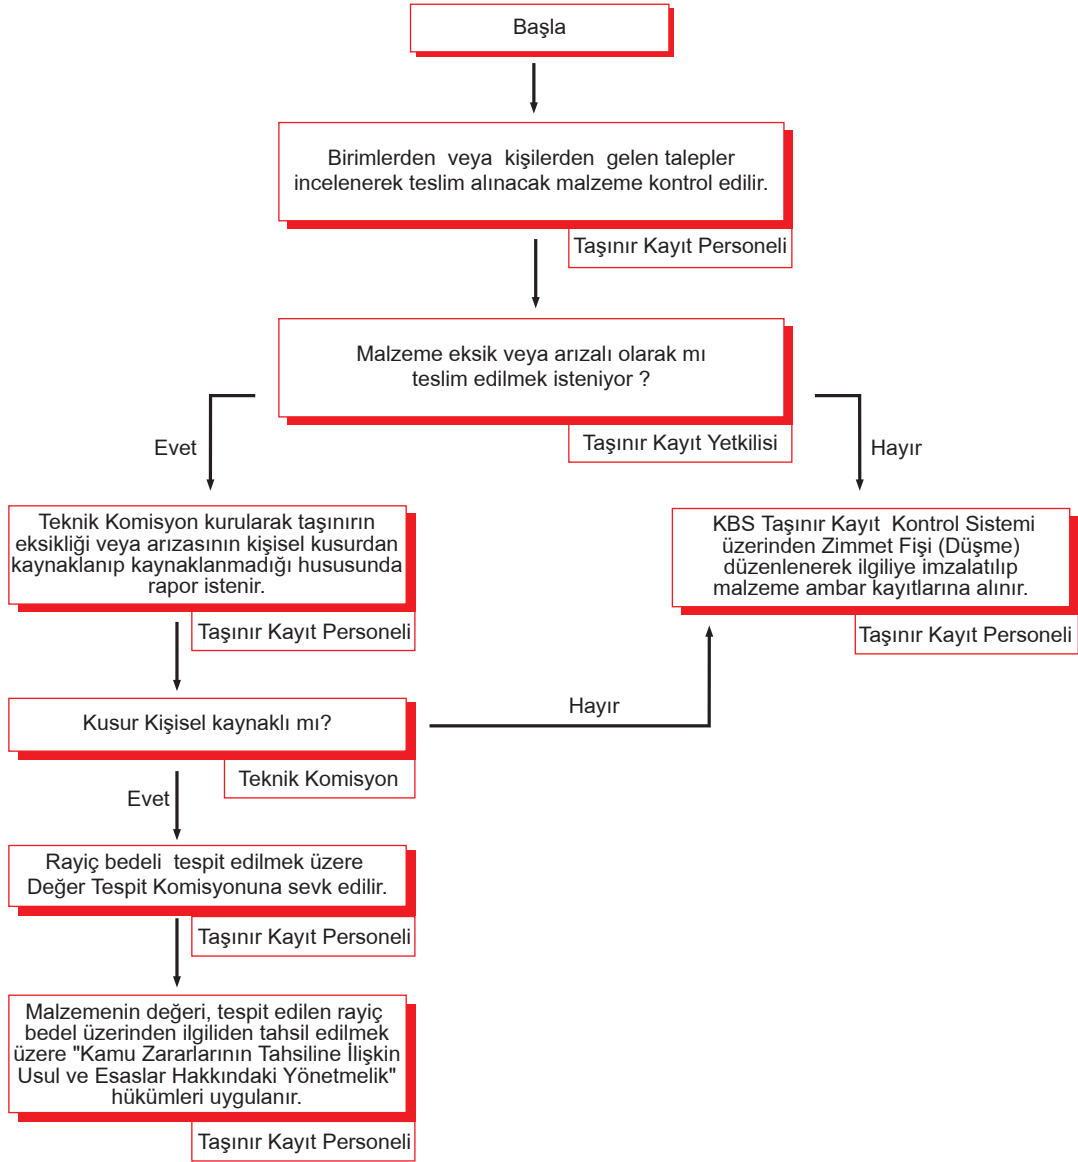 Başla
Birimlerden veya kişilerden gelen talepler
incelenerek teslim alınacak malzeme kontrol edilir.
Taşınır Kayıt Personeli
Malzeme eksik veya arızalı olarak mı
teslim edilmek isteniyor ?
Taşınır Kayıt Yetkilisi
Evet
Hayır
Teknik Komisyon kurularak taşınırın
eksikliği veya arızasının kişisel kusurdan
kaynaklanıp kaynaklanmadığı hususunda
rapor istenir.
Taşınır Kayıt Personeli
KBS Taşınır Kayıt Kontrol Sistemi
üzerinden Zimmet Fişi (Düşme)
düzenlenerek ilgiliye imzalatılıp
malzeme ambar kayıtlarına alınır.
Taşınır Kayıt Personeli
Kusur Kişisel kaynaklı mı?
Teknik Komisyon
Hayır
Evet
Rayiç bedeli tespit edilmek üzere
Değer Tespit Komisyonuna sevk edilir.
Taşınır Kayıt Personeli
Malzemenin değeri, tespit edilen rayiç
bedel üzerinden ilgiliden tahsil edilmek
üzere "Kamu Zararlarının Tahsiline İlişkin
Usul ve Esaslar Hakkındaki Yönetmelik"
hükümleri uygulanır.
Taşınır Kayıt Personeli